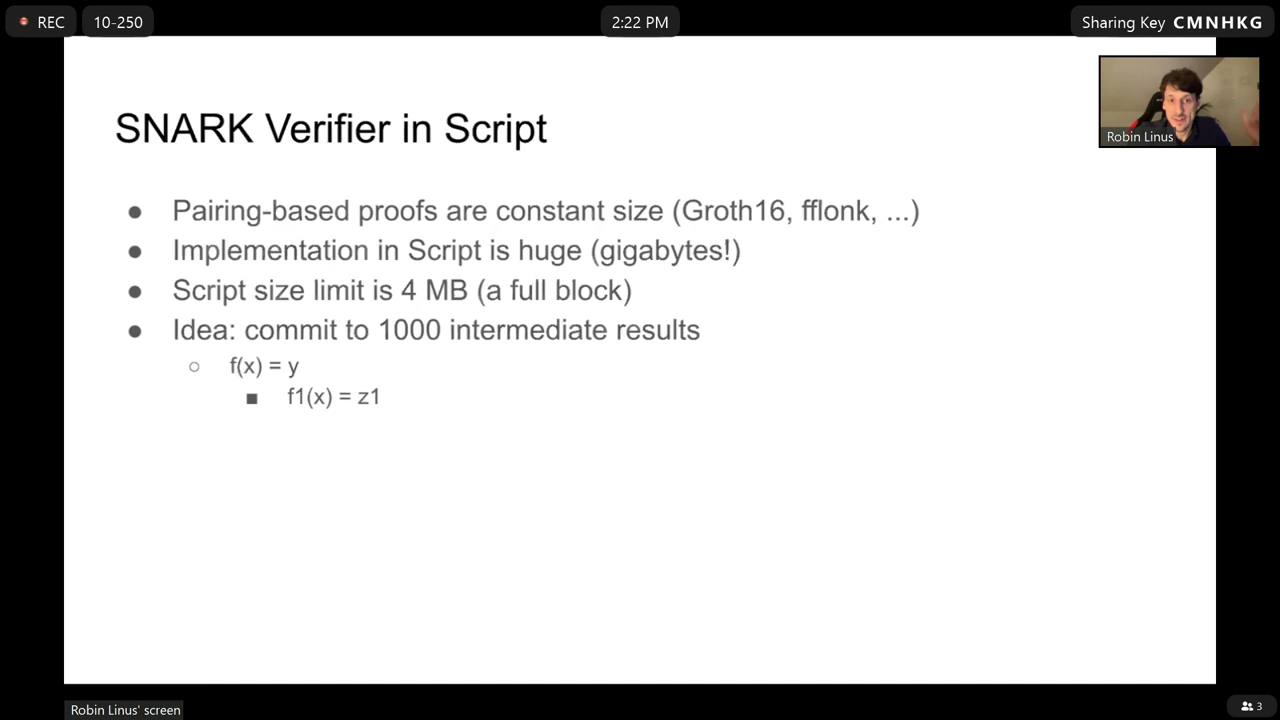 REC
10-250
2:22 PM
Sharing Key CMNHKG
SNARK Verifier in Script
Robin Linus
● Pairing-based proofs are constant size (Groth16, fflonk, ...)
● Implementation in Script is huge (gigabytes!)
● Script size limit is 4 MB (a full block)
● Idea: commit to 1000 intermediate results
○ f(x) = y
■ f1(x) = z1
Robin Linus' screen
3